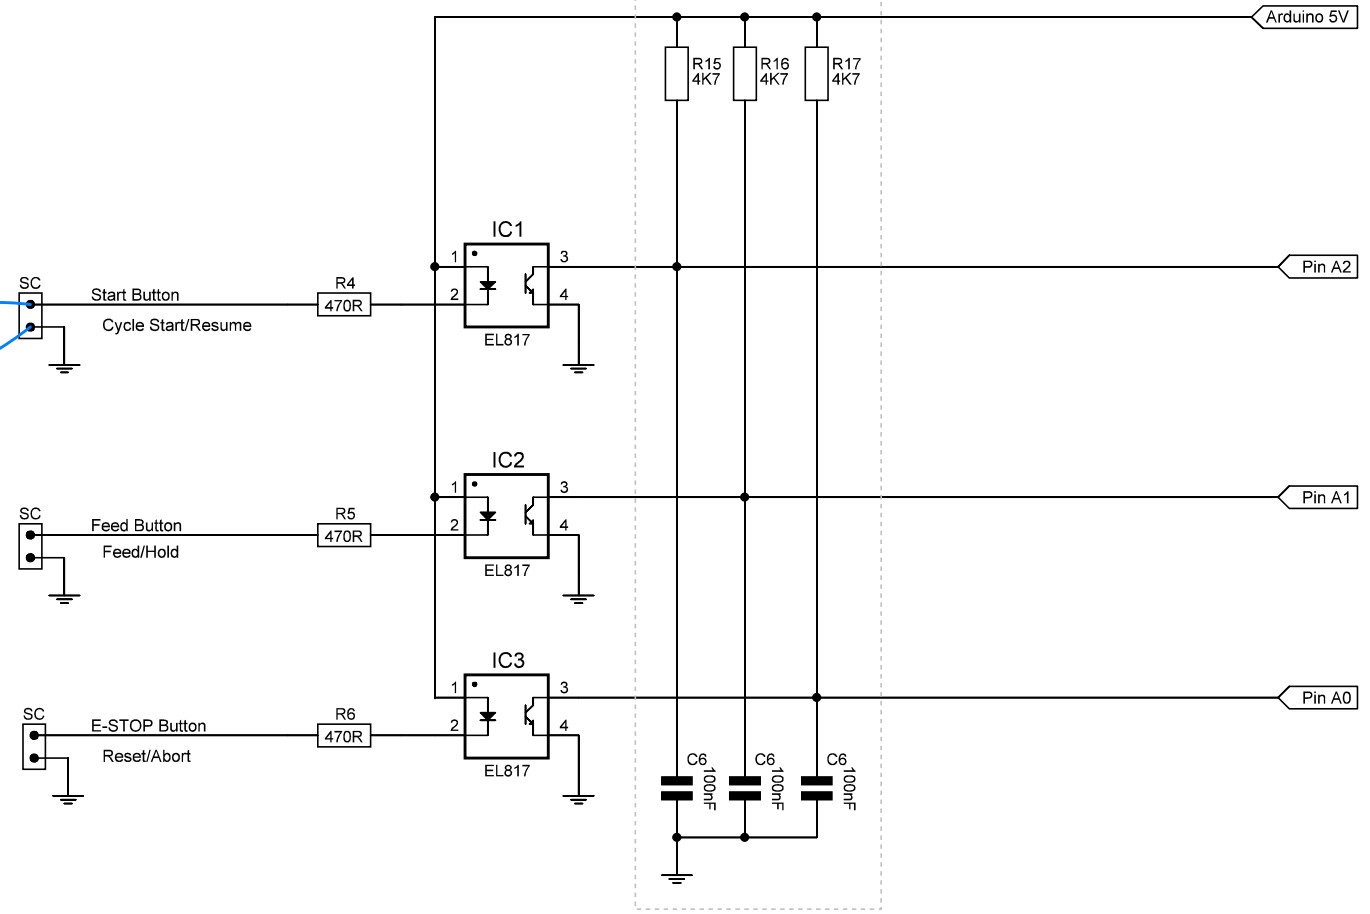 Arduino 5V
R15
4K7
R16
4K7
R17
4K7
IC1
1
3
Pin A2
SC
Start Button
R4
470R
2
4
Cycle Start/Resume
EL817
IC2
1
3
Pin A1
SC
Feed Button
R5
470R
2
4
Feed/Hold
EL817
IC3
1
3
Pin A0
SC
E-STOP Button
R6
470R
2
4
Reset/Abort
EL817
C6
100nF
C6
100nF
C6
100nF